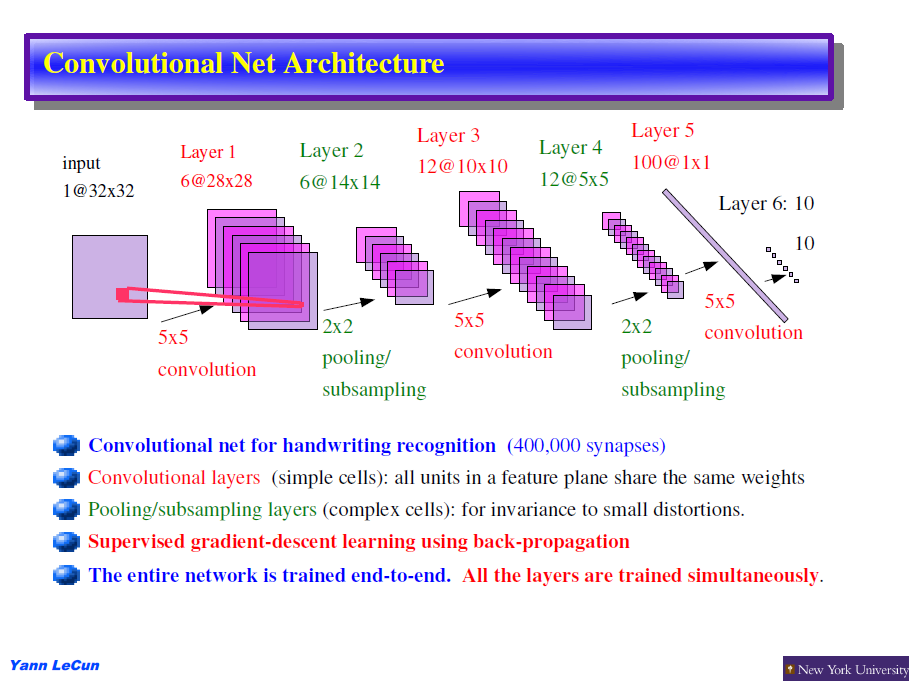 Convolutional Net Architecture
input
1@32x32
Layer 1
6@28x28
Layer 2
6@14x14
Layer 3
12@10x10
Layer 4
12@5x5
Layer 5
100@1x1
Layer 6: 10
10
5x5
convolution
2x2
pooling/
subsampling
5x5
convolution
2x2
pooling/
subsampling
5x5
convolution
Convolutional net for handwriting recognition (400,000 synapses)
Convolutional layers (simple cells): all units in a feature plane share the same weights
Pooling/subsampling layers (complex cells): for invariance to small distortions.
Supervised gradient-descent learning using back-propagation
The entire network is trained end-to-end. All the layers are trained simultaneously.
Yann LeCun
New York University